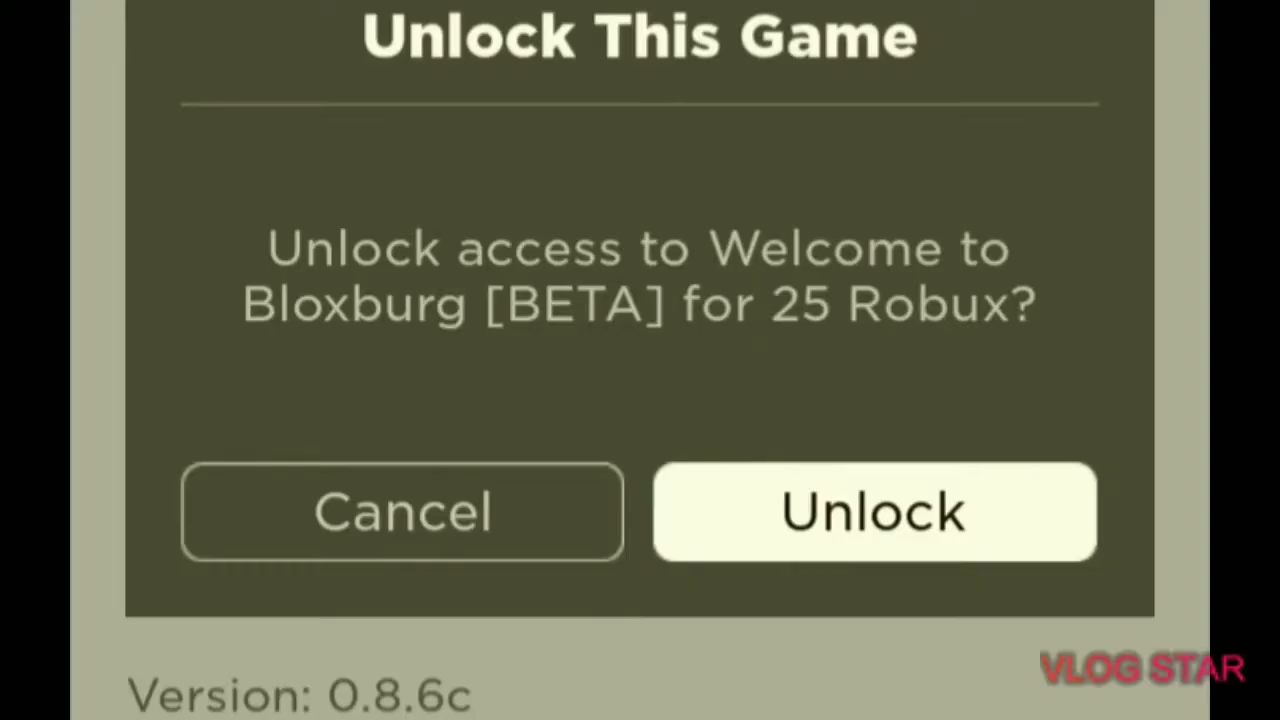 Unlock This Game
Unlock access to Welcome to
Bloxburg [BETA] for 25 Robux?
Cancel
Unlock
Version: 0.8.6c
VLOG STAR